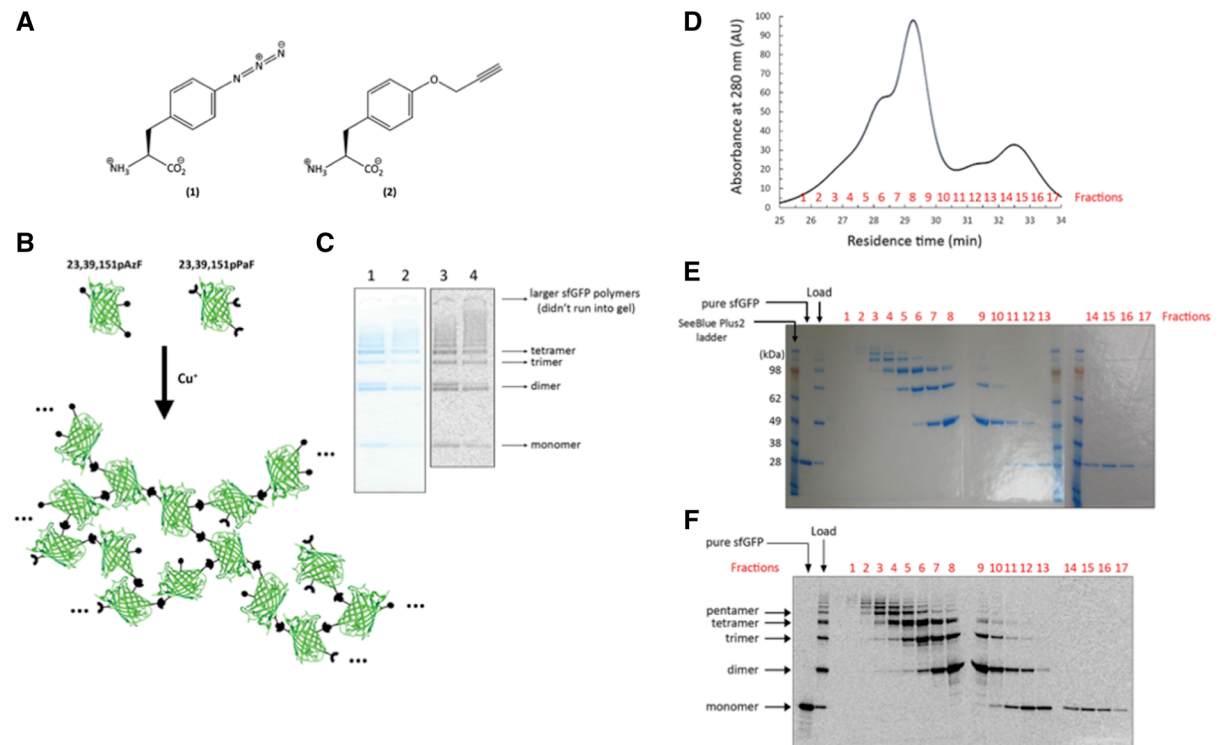 A
N
⊕
N
⊖
N
⊕
NH3
⊖
CO2
(1)
O
⊕
NH3
⊖
CO2
(2)
B
23,39,151pAzF 23,39,151pPaF
Cu+
...
...
...
...
...
...
C
1 2 3 4
larger sfGFP polymers
(didn't run into gel)
tetramer
trimer
dimer
monomer
D
Absorbance at 280 nm (AU)
100
90
80
70
60
50
40
30
20
10
0
1 2 3 4 5 6 7 8 9 10 11 12 13 14 15 16 17 Fractions
25 26 27 28 29 30 31 32 33 34
Residence time (min)
E
Load
pure sfGFP
SeeBlue Plus2
ladder
1 2 3 4 5 6 7 8 9 10 11 12 13 14 15 16 17 Fractions
(kDa)
98
62
49
38
28
F
Load
pure sfGFP
Fractions 1 2 3 4 5 6 7 8 9 10 11 12 13 14 15 16 17
pentamer
tetramer
trimer
dimer
monomer